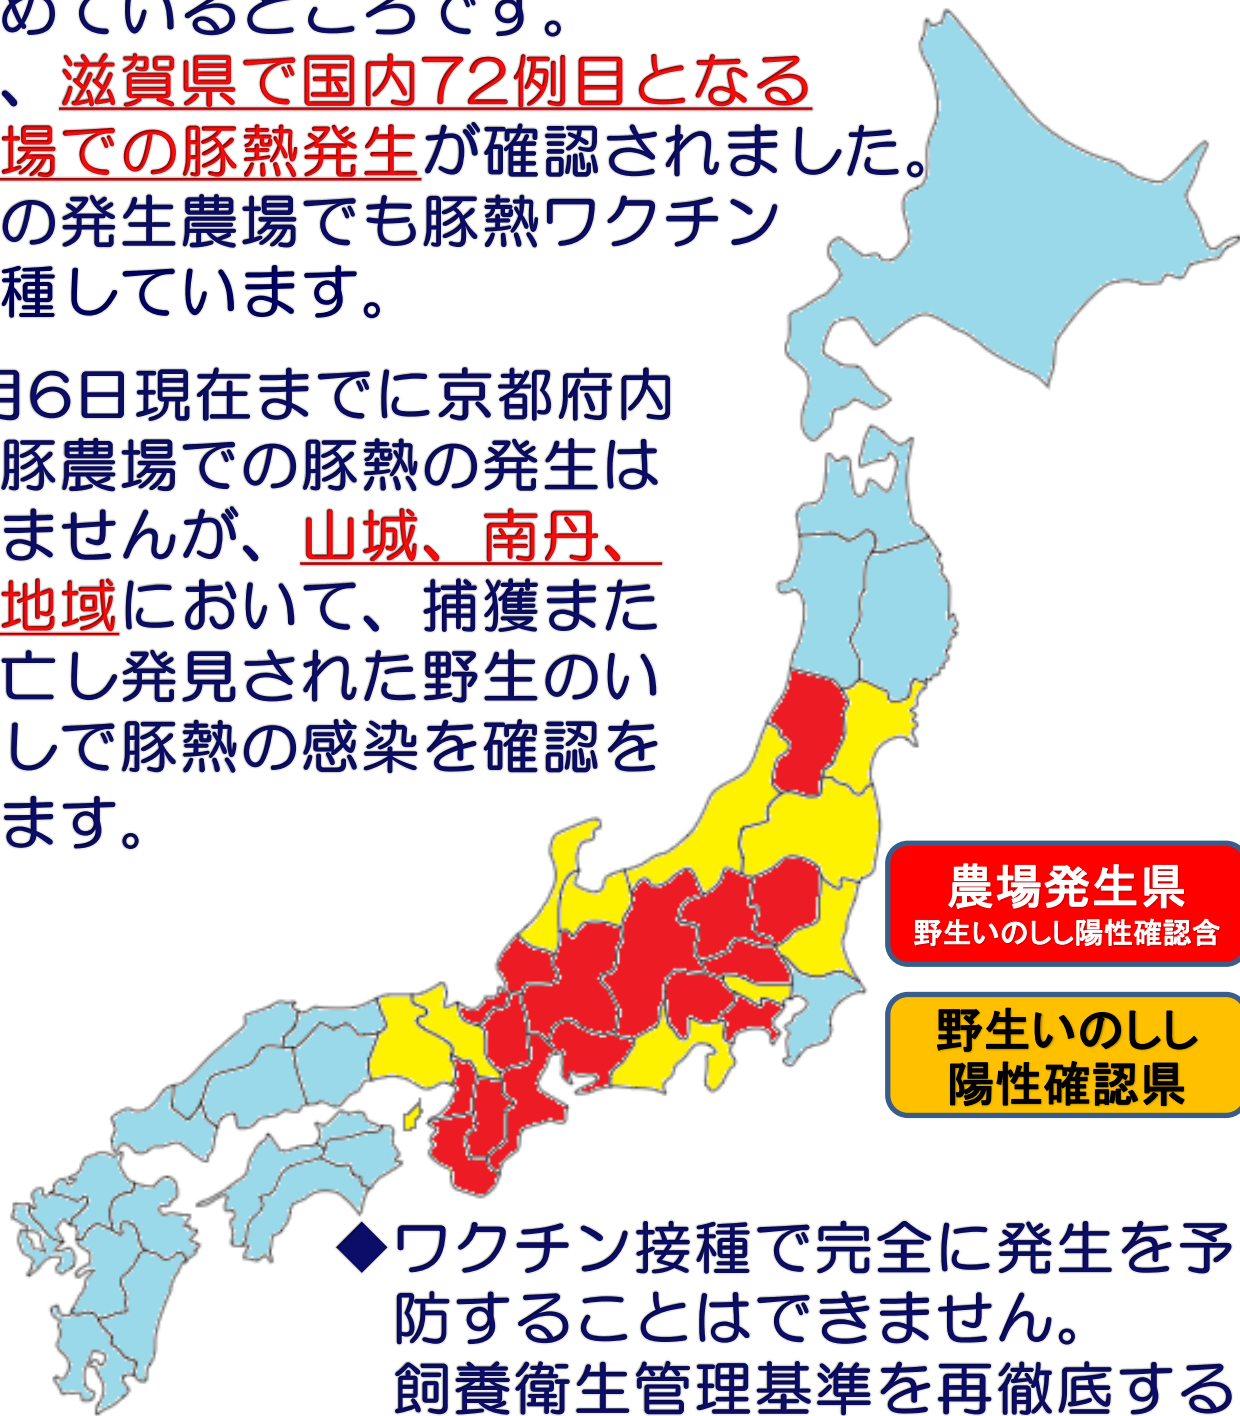 めているところです。
、滋賀県で国内72例目となる
場での豚熱発生が確認されました。
の発生農場でも豚熱ワクチン
種しています。
月6日現在までに京都府内
豚農場での豚熱の発生は
ませんが、山城、南丹、
地域において、捕獲また
亡し発見された野生のい
しで豚熱の感染を確認を
ます。
農場発生県
野生いのしし陽性確認含
野生いのしし
陽性確認県
◆ワクチン接種で完全に発生を予
防することはできません。
飼養衛生管理基準を再徹底する